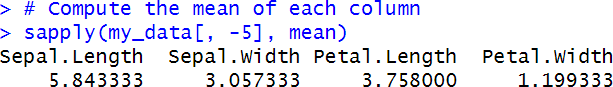 > # Compute the mean of each column
> sapply(my_data[, -5], mean)
Sepal.Length  Sepal.Width Petal.Length  Petal.Width
    5.843333     3.057333     3.758000     1.199333